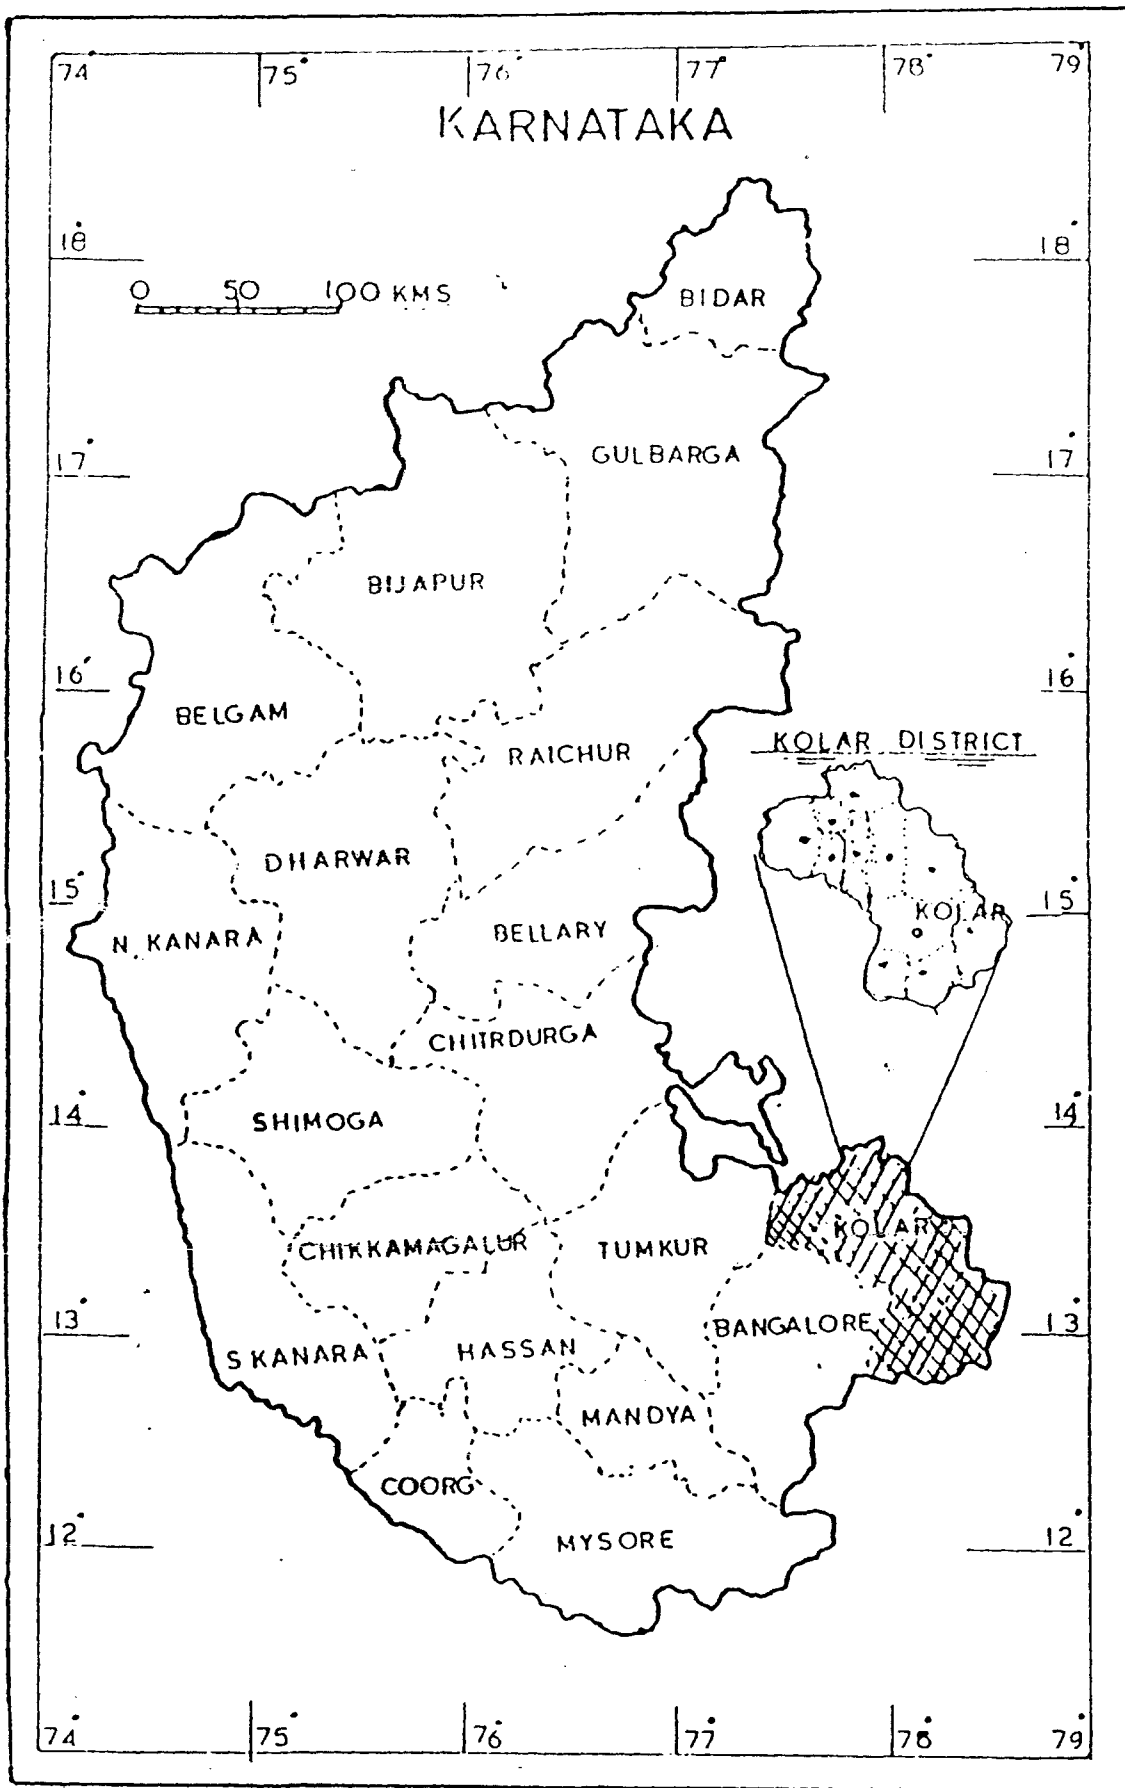 74° 75° 76° 77° 78° 79°
KARNATAKA
18° 18°
0 50 100 KMS
BIDAR
GULBARGA
17° 17°
BIJAPUR
16° 16°
BELGAM
RAICHUR
KOLAR DISTRICT
DHARWAR
15° 15°
KOLAR
N. KANARA
BELLARY
CHITRDURGA
14° 14°
SHIMOGA
KOLAR
CHIKKAMAGALUR
TUMKUR
13° 13°
BANGALORE
S KANARA
HASSAN
MANDYA
COORG
12° 12°
MYSORE
74° 75° 76° 77° 78° 79°